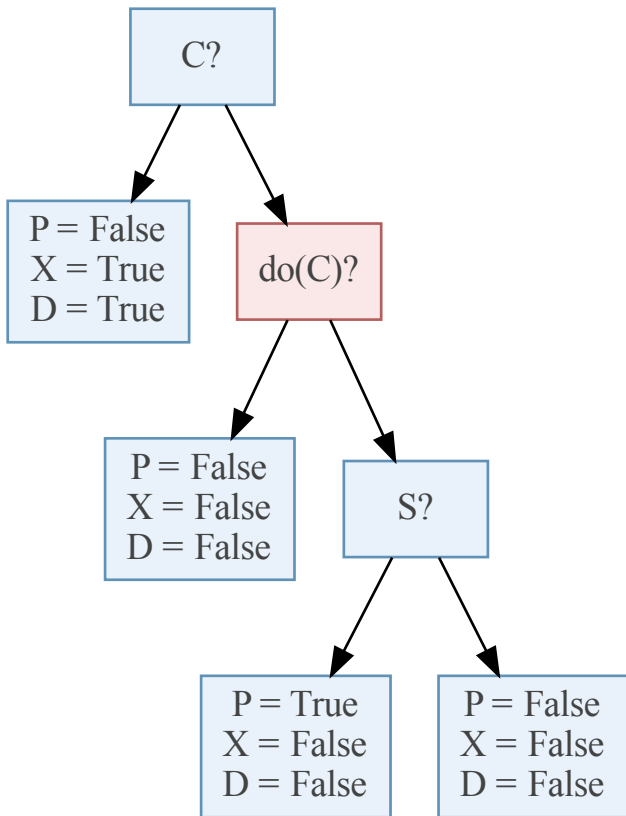 C?
P = False
X = True
D = True
do(C)?
P = False
X = False
D = False
S?
P = True
X = False
D = False
P = False
X = False
D = False